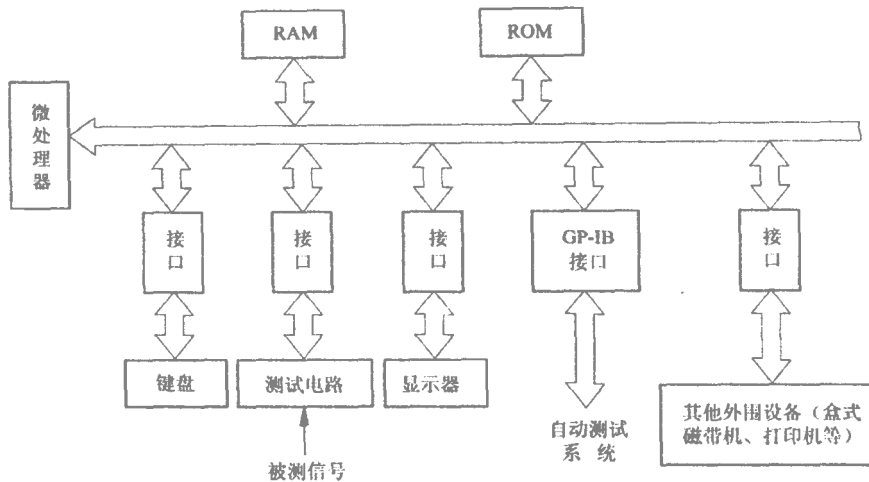 RAM
ROM
微处理器
接口
接口
接口
GP-IB
接口
接口
键盘
测试电路
显示器
自动测试
系 统
其他外围设备（盒式
磁带机、打印机等）
被测信号